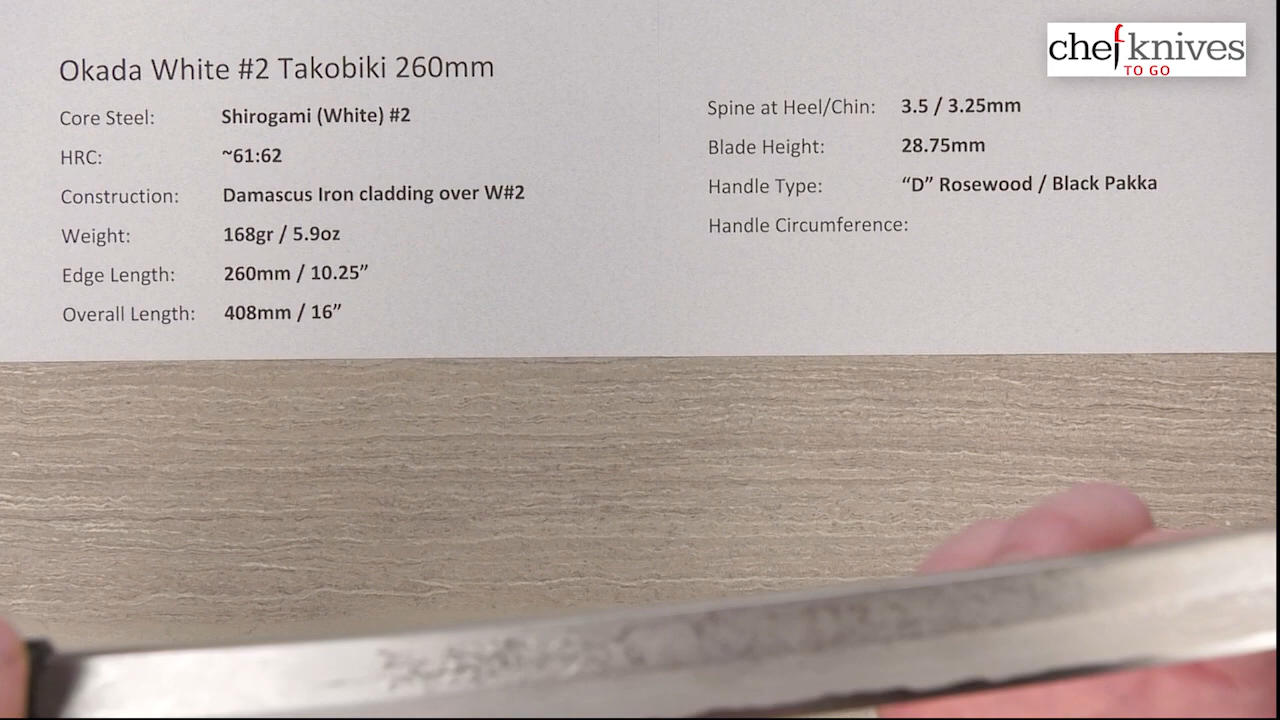 Okada White #2 Takobiki 260mm
Core Steel: Shirogami (White) #2
HRC: ~61:62
Construction: Damascus Iron cladding over W#2
Weight: 168gr / 5.9oz
Edge Length: 260mm / 10.25”
Overall Length: 408mm / 16”
Spine at Heel/Chin: 3.5 / 3.25mm
Blade Height: 28.75mm
Handle Type: “D” Rosewood / Black Pakka
Handle Circumference:
chefknives
TO GO